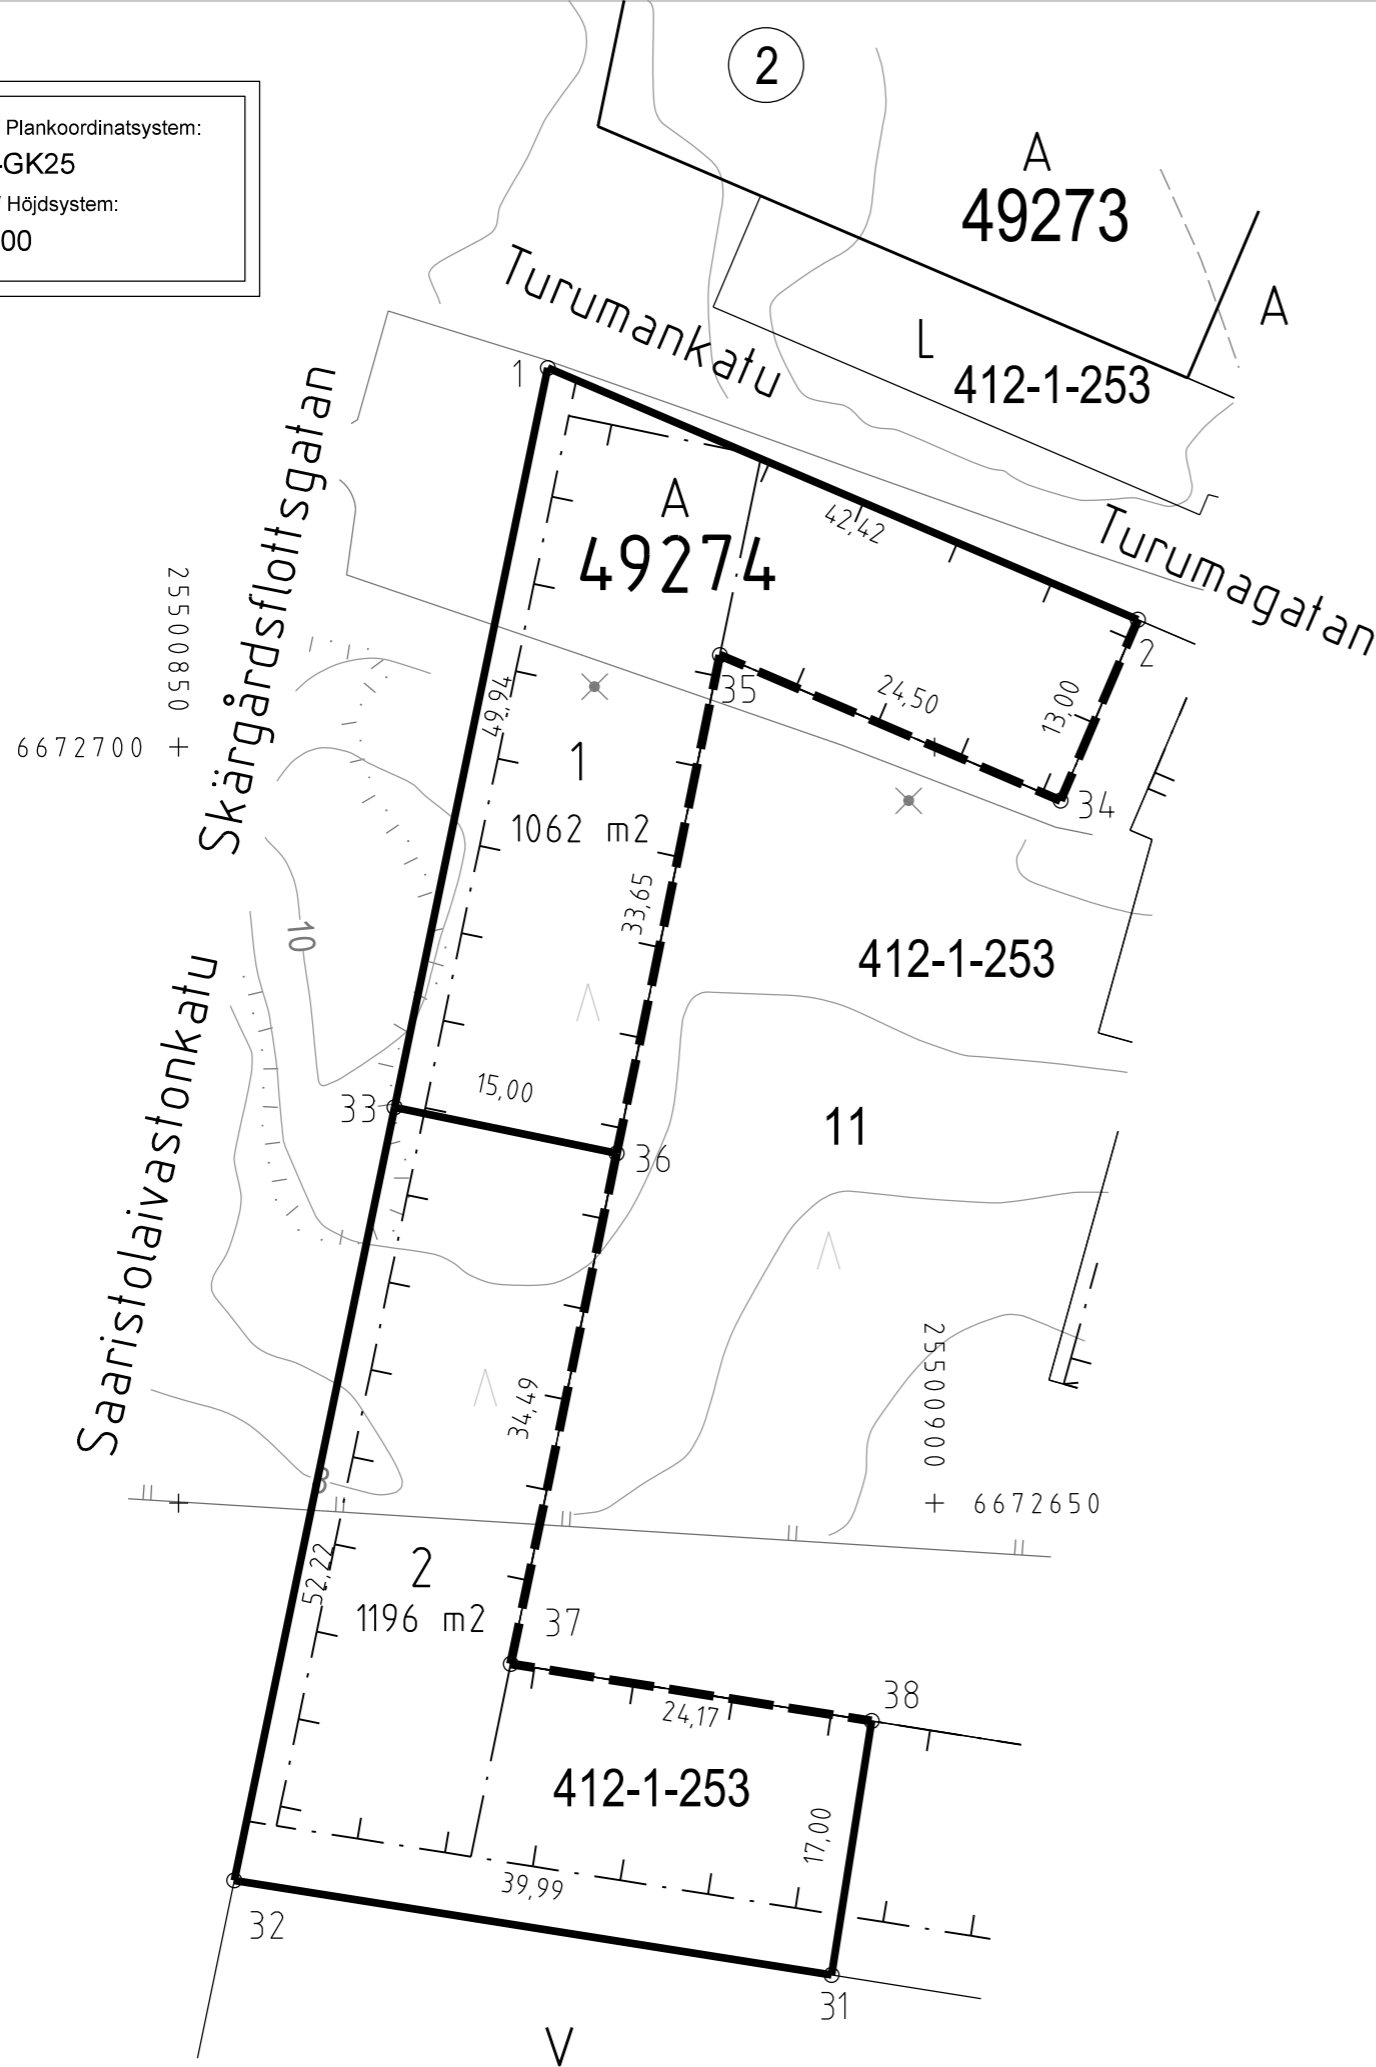 2
Plankoordinatsystem:
-GK25
Höjdsystem:
00
A
49273
A
L
412-1-253
Turumankatu
Turumagatan
Skärgårdsflottsgatan
Saaristolaivastonkatu
1
A
49274
42,42
2
35
24,50
13,00
34
25500850
6672700
49,94
1
1062 m2
33,65
412-1-253
10
15,00
33
36
11
34,49
25500900
6672650
8
52,22
2
1196 m2
37
38
24,17
412-1-253
17,00
39,99
32
31
V